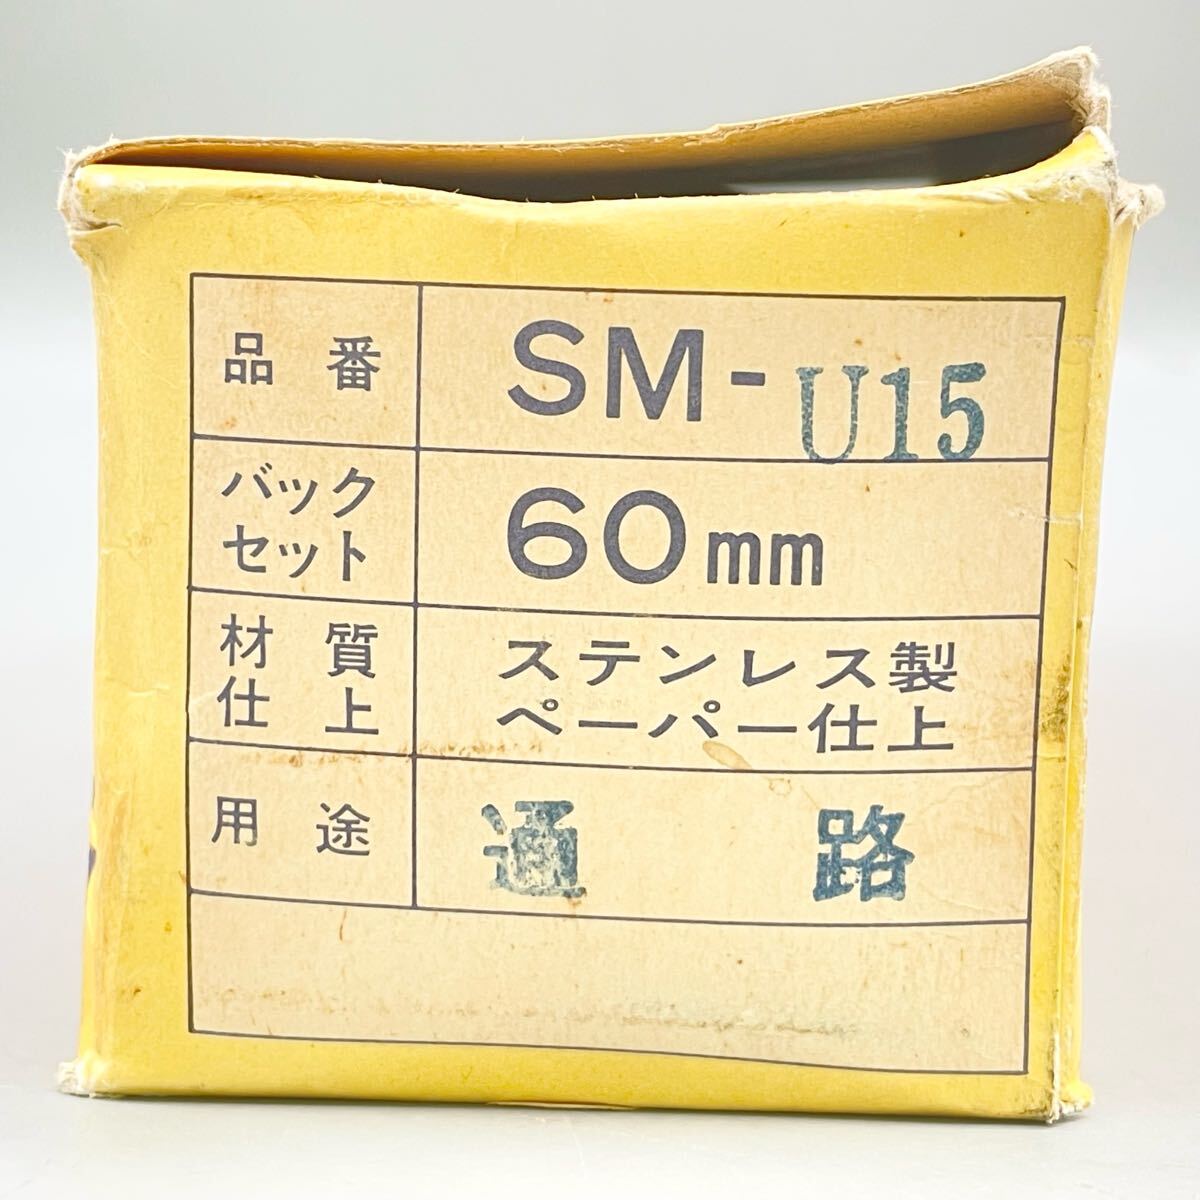 品番 SM-U15
バック
セット 60mm
材質 ステンレス製
仕上 ペーパー仕上
用途 通路